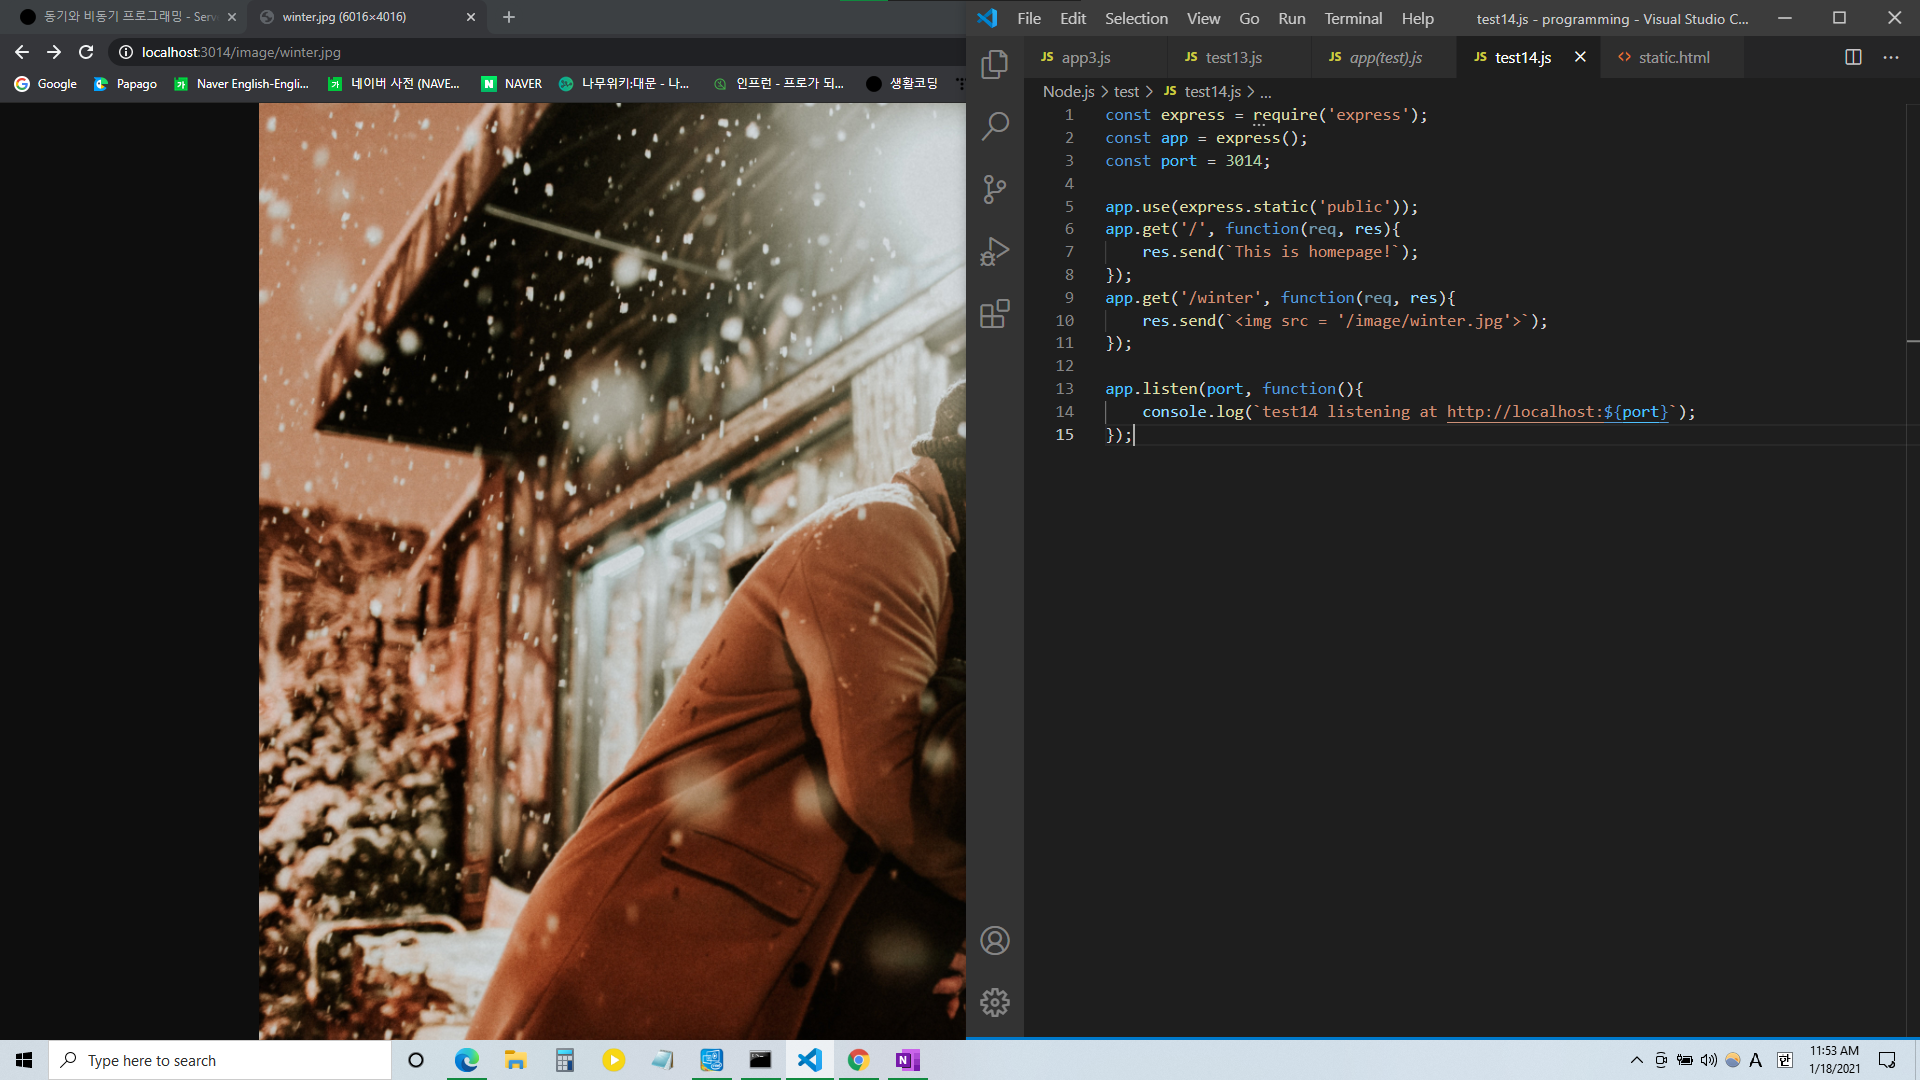 동기와 비동기 프로그래밍 - Serv
winter.jpg (6016×4016)
localhost:3014/image/winter.jpg
Google
Papago
Naver English-Engli...
네이버 사전 (NAVE...
NAVER
나무위키:대문 - 나...
인프런 - 프로가 되...
생활코딩
File Edit Selection View Go Run Terminal Help
test14.js - programming - Visual Studio C...
JS app3.js
JS test13.js
JS app(test).js
JS test14.js
<> static.html
Node.js > test > JS test14.js > ...
1 const express = require('express');
2 const app = express();
3 const port = 3014;
4
5 app.use(express.static('public'));
6 app.get('/', function(req, res){
7 res.send(`This is homepage!`);
8 });
9 app.get('/winter', function(req, res){
10 res.send(`<img src = '/image/winter.jpg'>`);
11 });
12
13 app.listen(port, function(){
14 console.log(`test14 listening at http://localhost:${port}`);
15 });
Type here to search
A
한
11:53 AM
1/18/2021